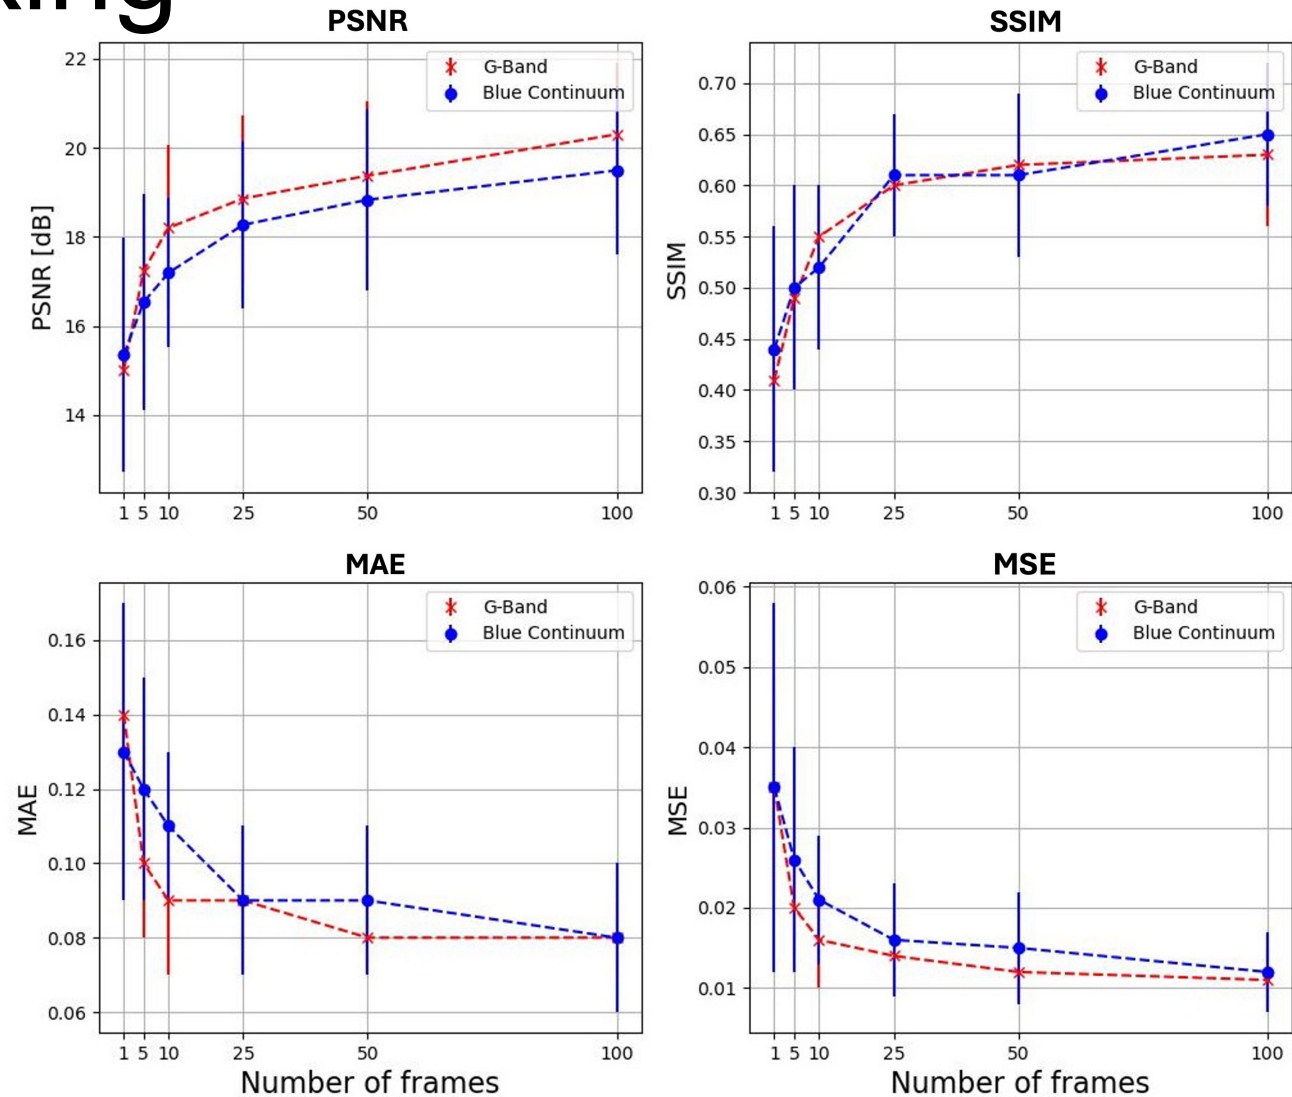 PSNR
SSIM
22
20
18
16
14
PSNR [dB]
G-Band
Blue Continuum
1 5 10 25 50 100
0.70
0.65
0.60
0.55
0.50
0.45
0.40
0.35
0.30
SSIM
G-Band
Blue Continuum
1 5 10 25 50 100
MAE
MSE
0.16
0.14
0.12
0.10
0.08
0.06
MAE
G-Band
Blue Continuum
1 5 10 25 50 100
Number of frames
0.06
0.05
0.04
0.03
0.02
0.01
MSE
G-Band
Blue Continuum
1 5 10 25 50 100
Number of frames